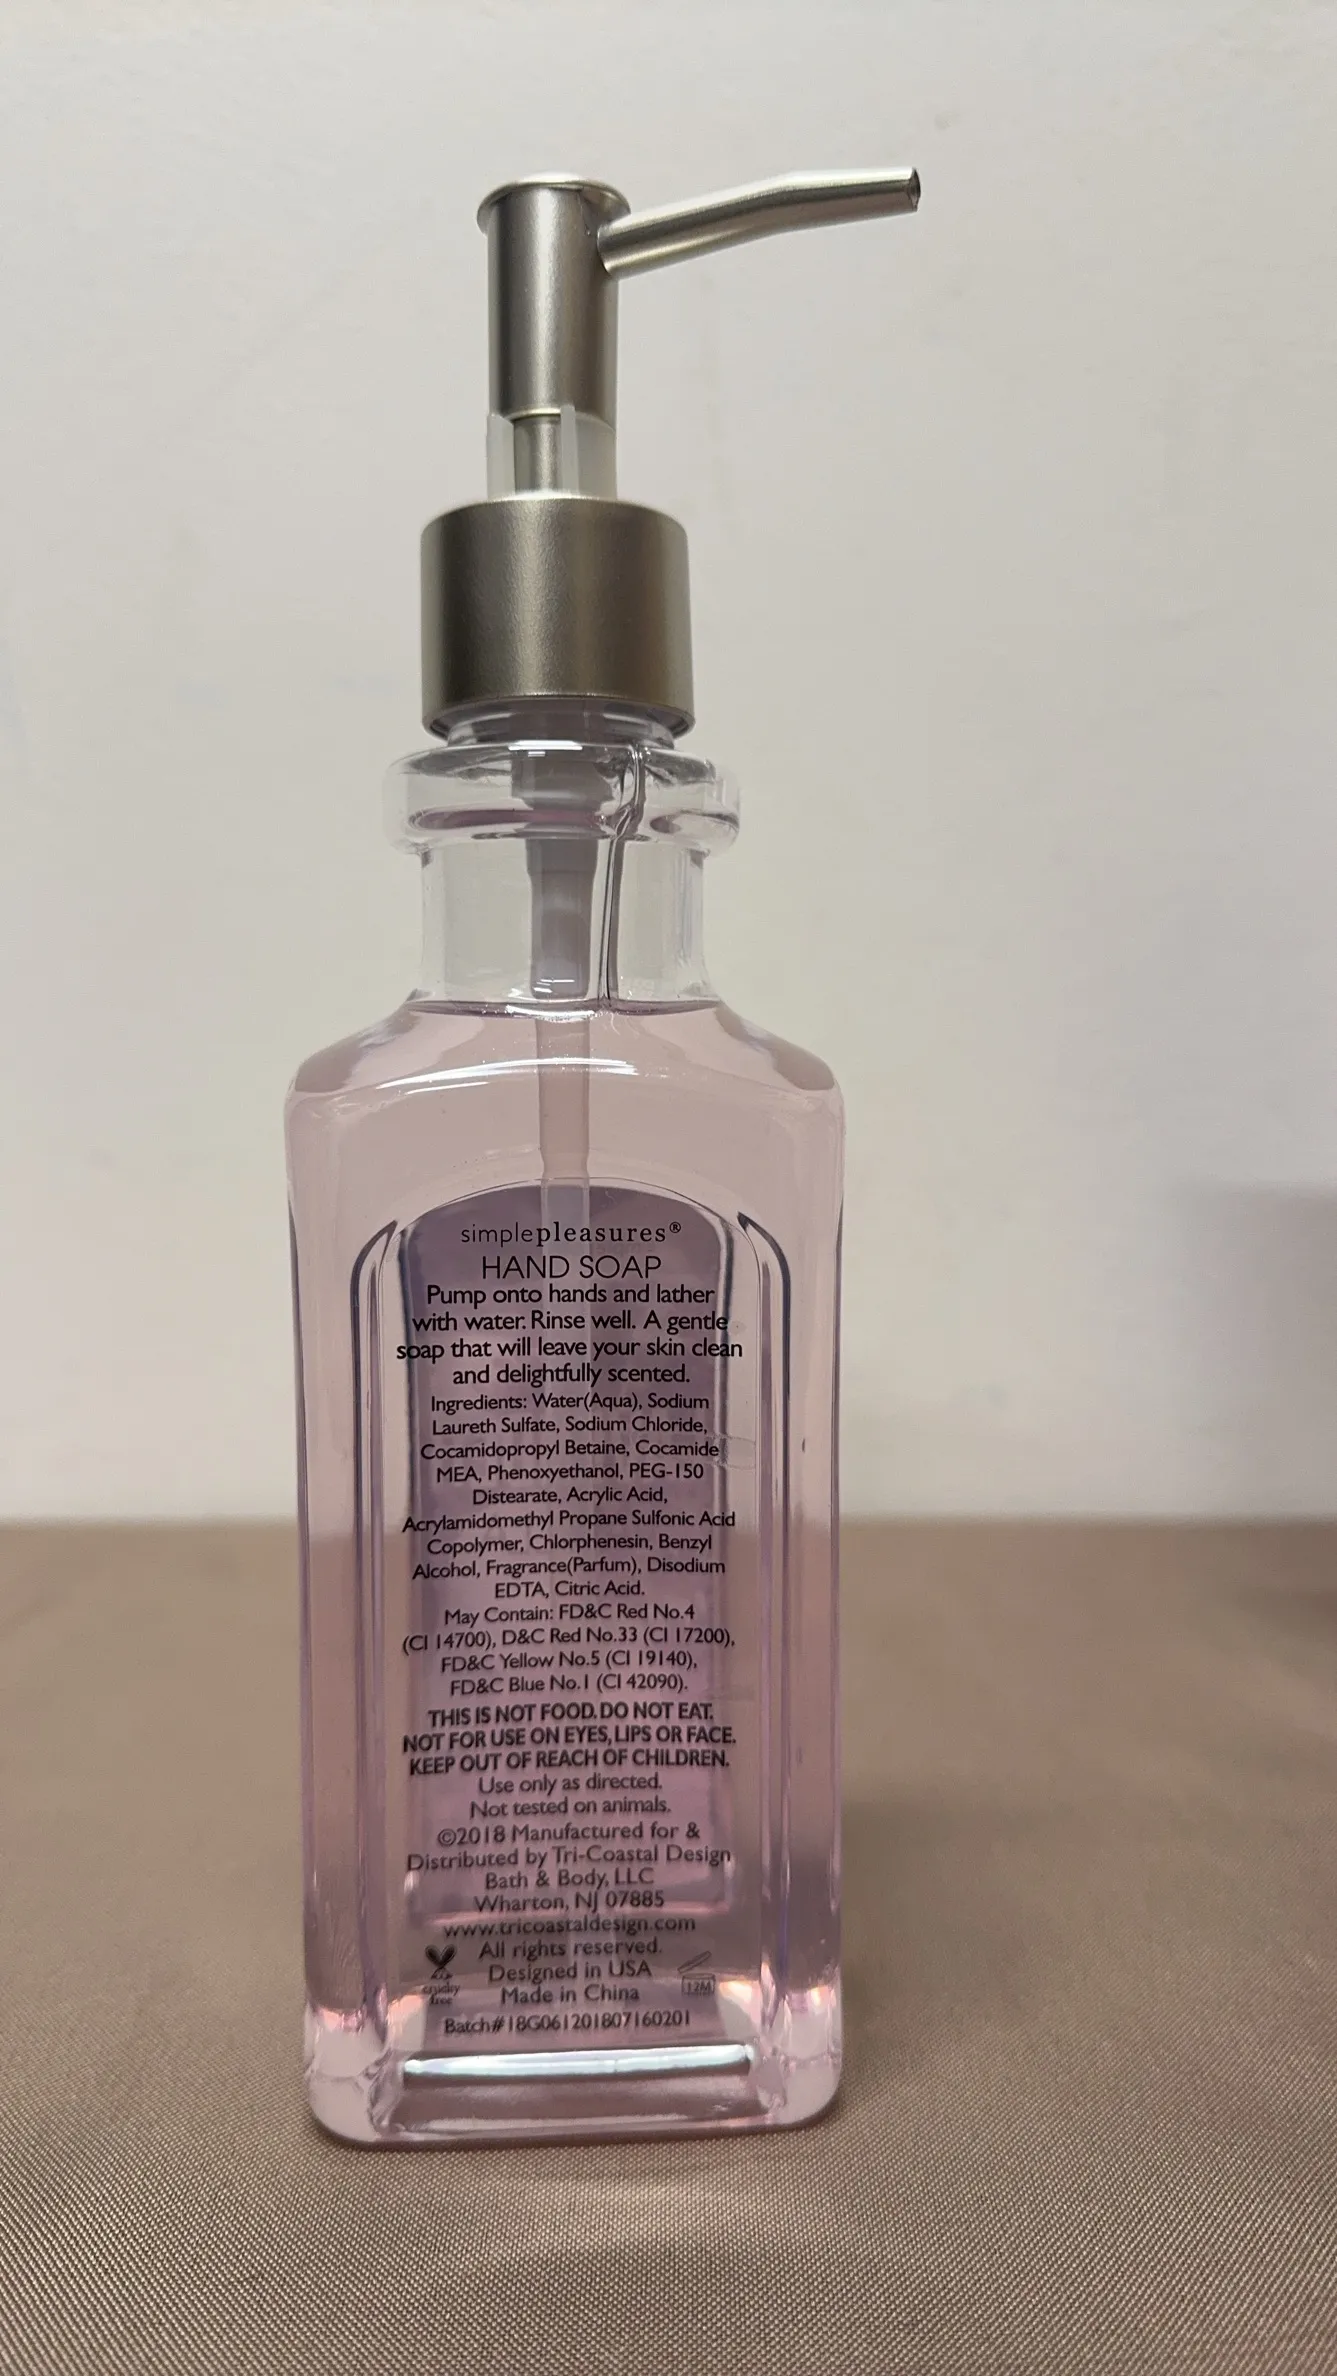 simplepleasures®
HAND SOAP
Pump onto hands and lather
with water. Rinse well. A gentle
soap that will leave your skin clean
and delightfully scented.
Ingredients: Water(Aqua), Sodium
Laureth Sulfate, Sodium Chloride,
Cocamidopropyl Betaine, Cocamide
MEA, Phenoxyethanol, PEG-150
Distearate, Acrylic Acid,
Acrylamidomethyl Propane Sulfonic Acid
Copolymer, Chlorphenesin, Benzyl
Alcohol, Fragrance(Parfum), Disodium
EDTA, Citric Acid.
May Contain: FD&C Red No.4
(CI 14700), D&C Red No.33 (CI 17200),
FD&C Yellow No.5 (CI 19140),
FD&C Blue No.1 (CI 42090).
THIS IS NOT FOOD. DO NOT EAT.
NOT FOR USE ON EYES, LIPS OR FACE.
KEEP OUT OF REACH OF CHILDREN.
Use only as directed.
Not tested on animals.
©2018 Manufactured for &
Distributed by Tri-Coastal Design
Bath & Body, LLC
Wharton, NJ 07885
www.tricoastaldesign.com
All rights reserved.
Designed in USA
Made in China
cruelty
free
12M
Batch#18G061201807160201